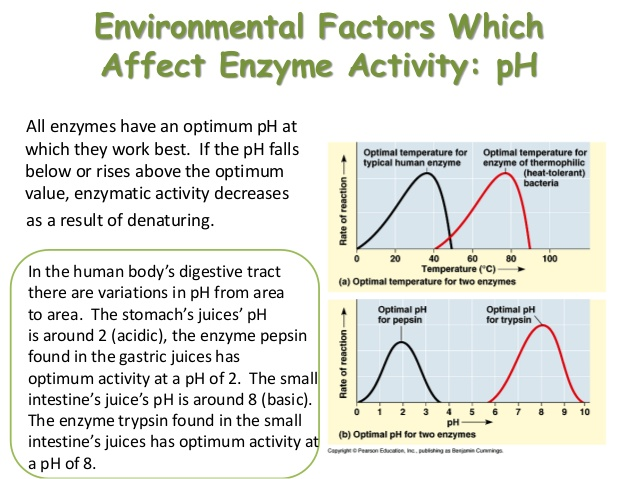 Environmental Factors Which
Affect Enzyme Activity: pH
All enzymes have an optimum pH at
which they work best.  If the pH falls
below or rises above the optimum
value, enzymatic activity decreases
as a result of denaturing.
In the human body's digestive tract
there are variations in pH from area
to area.  The stomach's juices' pH
is around 2 (acidic), the enzyme pepsin
found in the gastric juices has
optimum activity at a pH of 2.  The small
intestine's juice's pH is around 8 (basic).
The enzyme trypsin found in the small
intestine's juices has optimum activity at
a pH of 8.
Optimal temperature for
typical human enzyme
Optimal temperature for
enzyme of thermophilic
(heat-tolerant)
bacteria
Rate of reaction
0 20 40 60 80 100
Temperature (°C)
(a) Optimal temperature for two enzymes
Optimal pH
for pepsin
Optimal pH
for trypsin
Rate of reaction
0 1 2 3 4 5 6 7 8 9 10
pH
(b) Optimal pH for two enzymes
Copyright © Pearson Education, Inc., publishing as Benjamin Cummings.